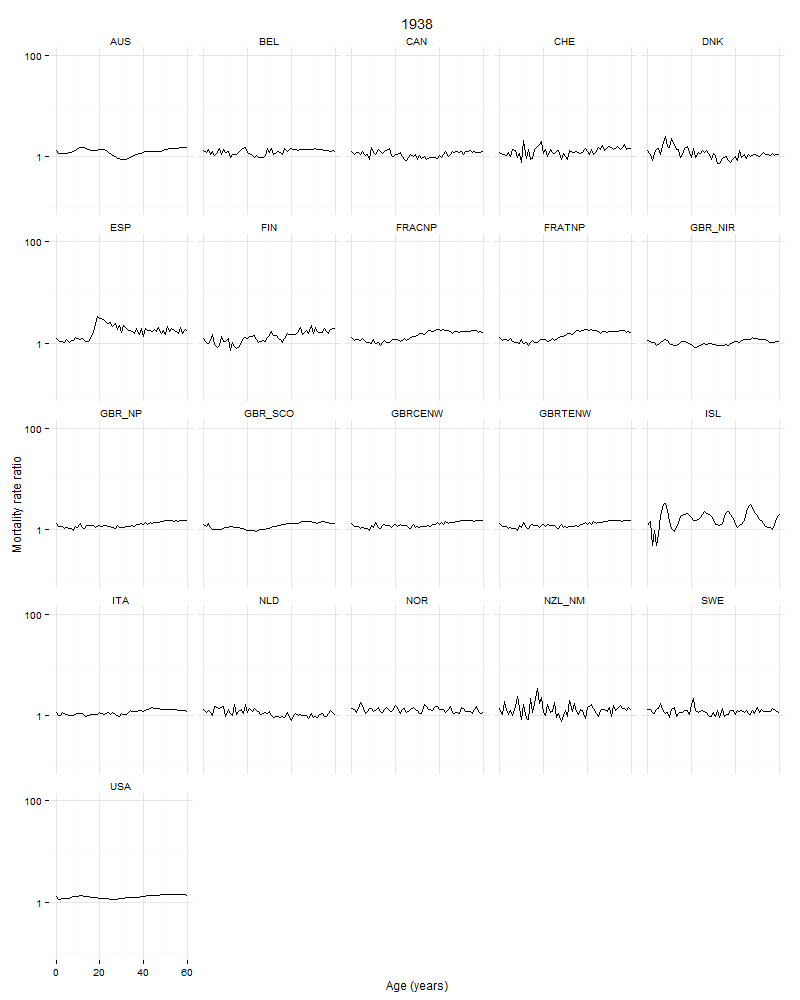 1938
AUS BEL CAN CHE DNK
100
1
ESP FIN FRACNP FRATNP GBR_NIR
100
1
GBR_NP GBR_SCO GBRCENW GBRTENW ISL
100
1
Mortality rate ratio
ITA NLD NOR NZL_NM SWE
100
1
USA
100
1
0 20 40 60
Age (years)